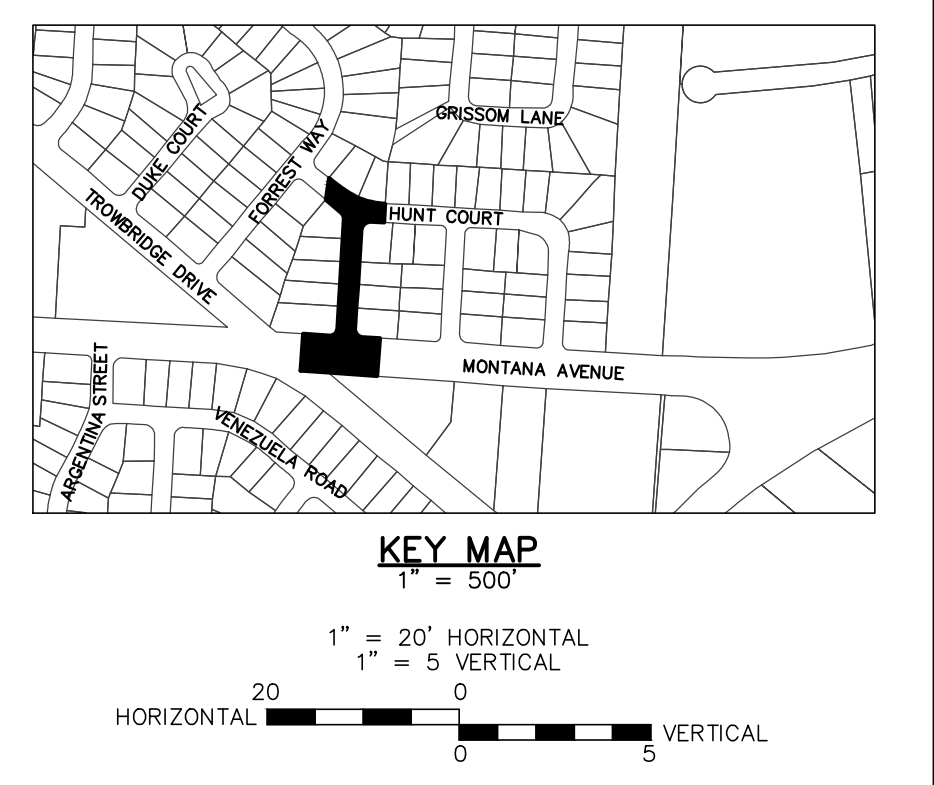 GRISSOM LANE
DUKE COURT
FORREST WAY
TROWBRIDGE DRIVE
HUNT COURT
MONTANA AVENUE
ARGENTINA STREET
VENEZUELA ROAD
KEY MAP
1" = 500'
1" = 20' HORIZONTAL
1" = 5 VERTICAL
20 0
HORIZONTAL
VERTICAL
0 5